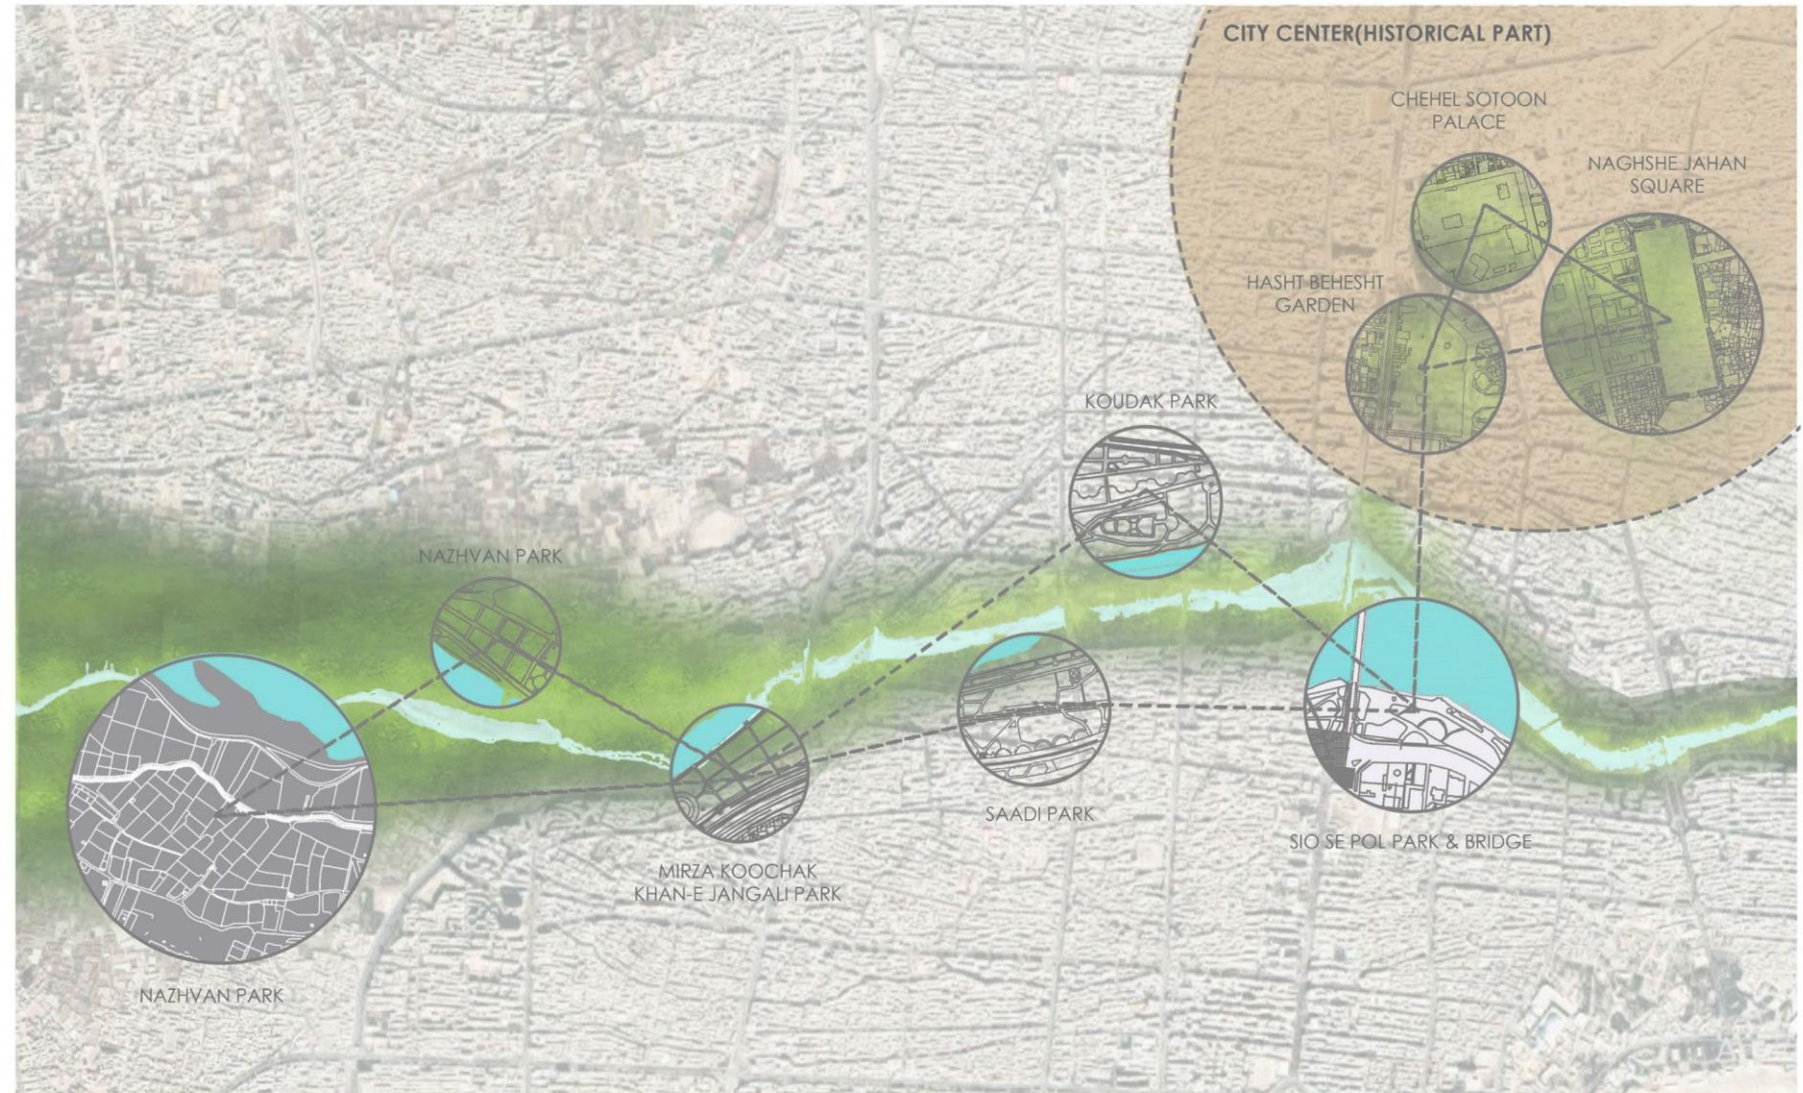 CITY CENTER(HISTORICAL PART)
CHEHEL SOTOON
PALACE
NAGHSHE JAHAN
SQUARE
HASHT BEHESHT
GARDEN
KOUDAK PARK
NAZHVAN PARK
SAADI PARK
SIO SE POL PARK & BRIDGE
MIRZA KOOCHAK
KHAN-E JANGALI PARK
NAZHVAN PARK